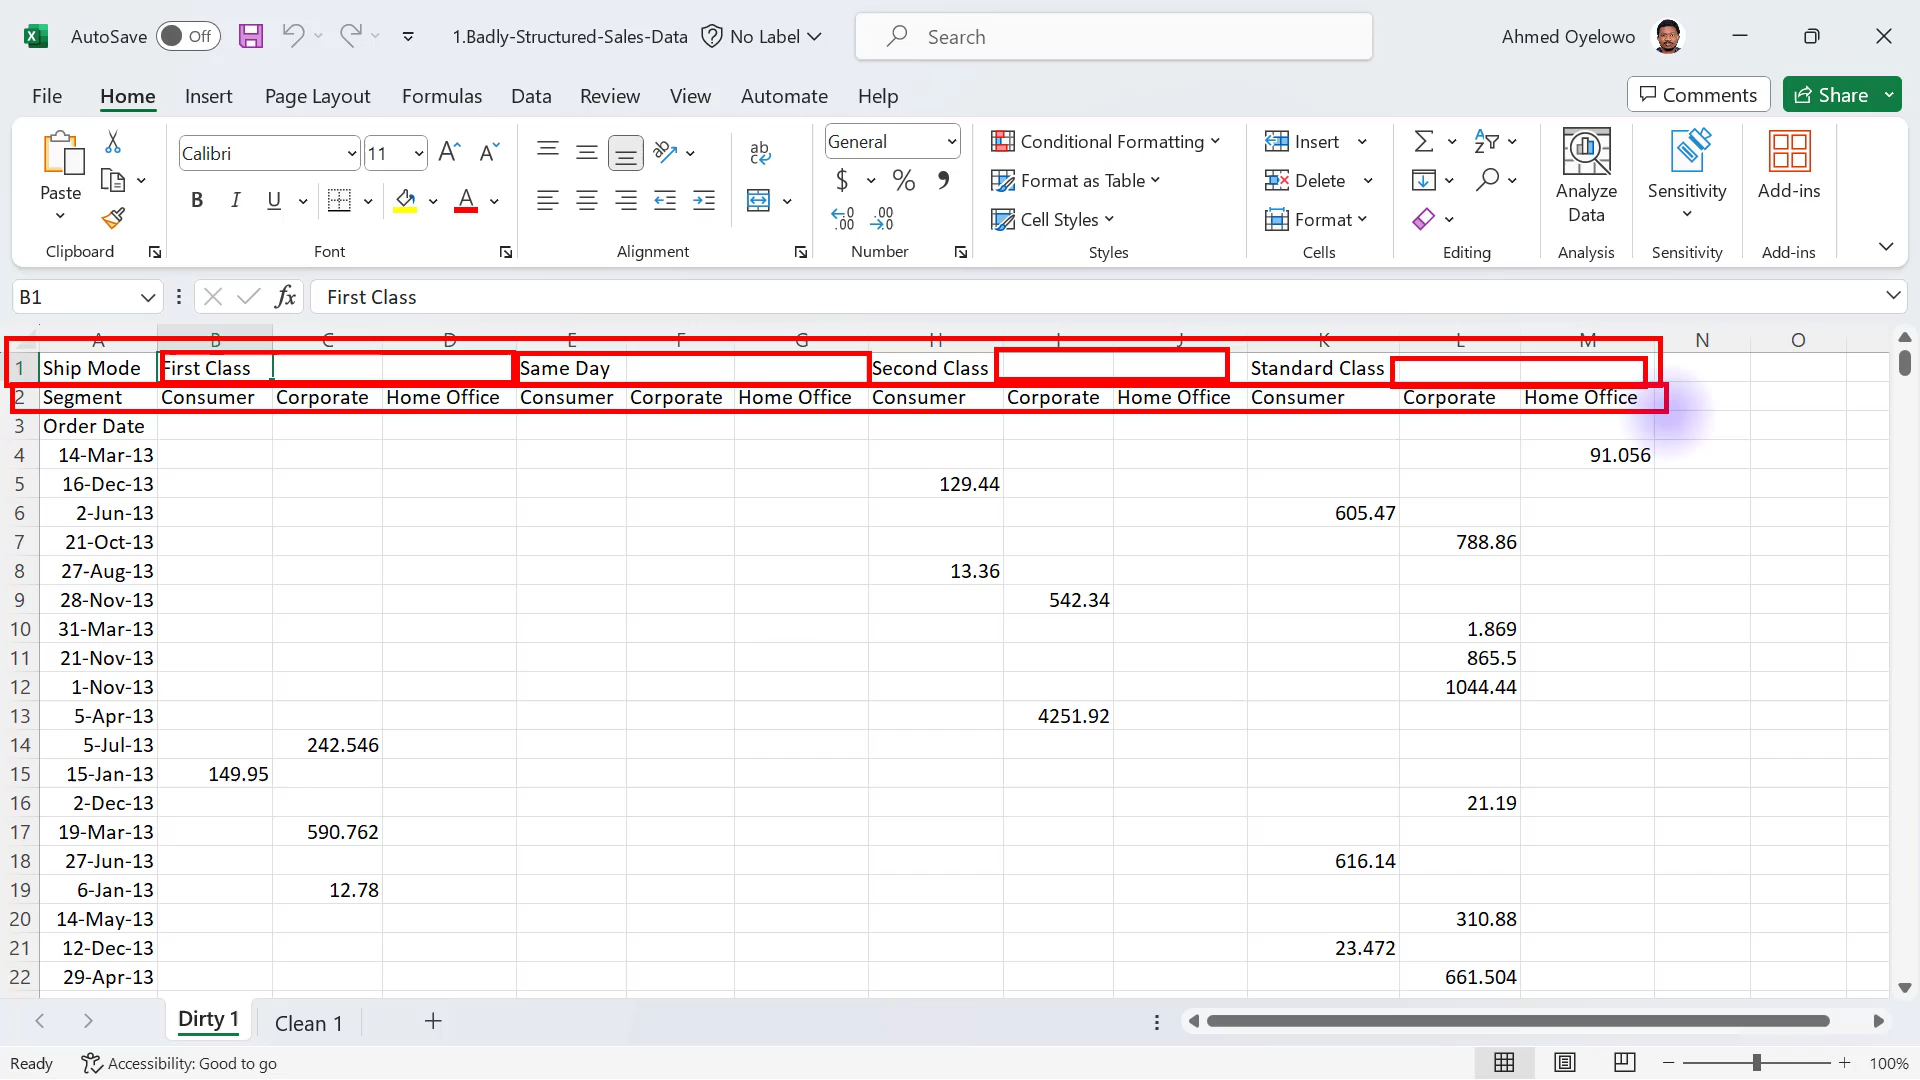 AutoSave Off 1.Badly-Structured-Sales-Data No Label Search Ahmed Oyelowo
File Home Insert Page Layout Formulas Data Review View Automate Help Comments Share
Paste
Clipboard
Calibri 11
B I U
Font
ab
Alignment
General
$ % 9
Number
Conditional Formatting
Format as Table
Cell Styles
Styles
Insert
Delete
Format
Cells
Editing
Analyze
Data
Analysis
Sensitivity
Sensitivity
Add-ins
Add-ins
B1 fx First Class
A B C D E F G H I J K L M N O
1 Ship Mode First Class Same Day Second Class Standard Class
2 Segment Consumer Corporate Home Office Consumer Corporate Home Office Consumer Corporate Home Office Consumer Corporate Home Office
3 Order Date
4 14-Mar-13 91.056
5 16-Dec-13 129.44
6 2-Jun-13 605.47
7 21-Oct-13 788.86
8 27-Aug-13 13.36
9 28-Nov-13 542.34
10 31-Mar-13 1.869
11 21-Nov-13 865.5
12 1-Nov-13 1044.44
13 5-Apr-13 4251.92
14 5-Jul-13 242.546
15 15-Jan-13 149.95
16 2-Dec-13 21.19
17 19-Mar-13 590.762
18 27-Jun-13 616.14
19 6-Jan-13 12.78
20 14-May-13 310.88
21 12-Dec-13 23.472
22 29-Apr-13 661.504
Dirty 1 Clean 1
Ready Accessibility: Good to go 100%